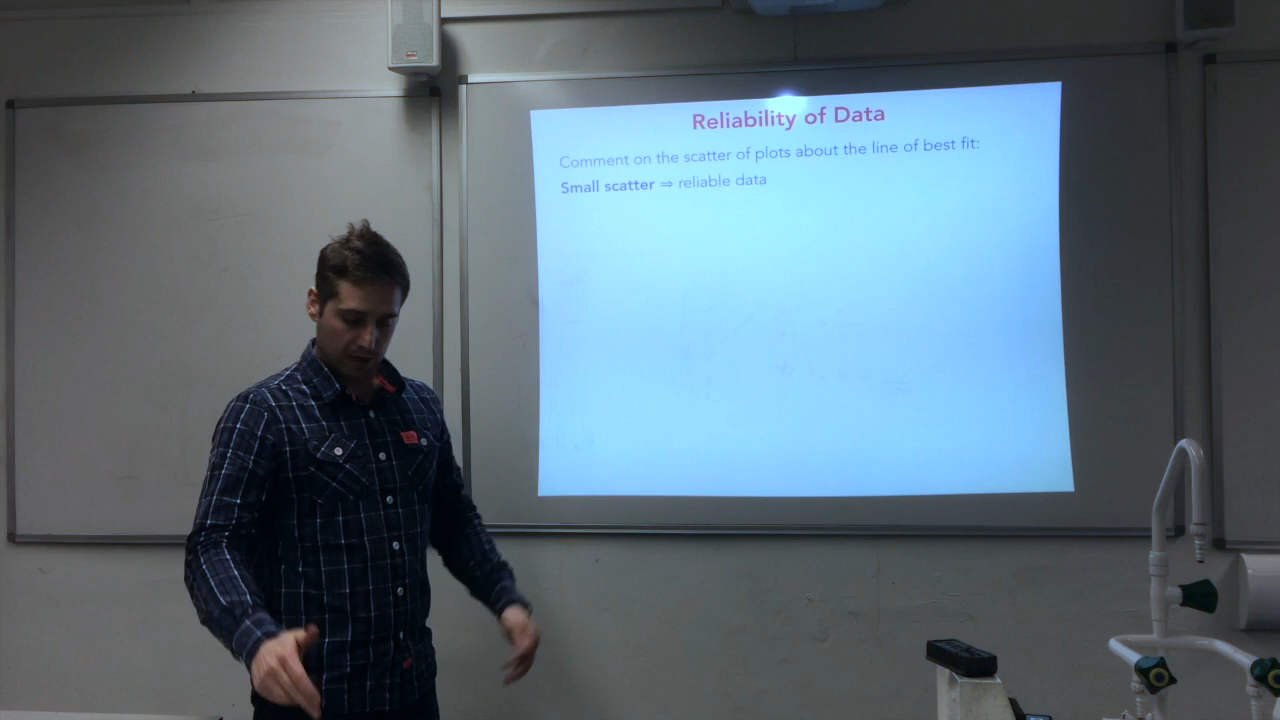 Reliability of Data
Comment on the scatter of plots about the line of best fit:
Small scatter ⇒ reliable data